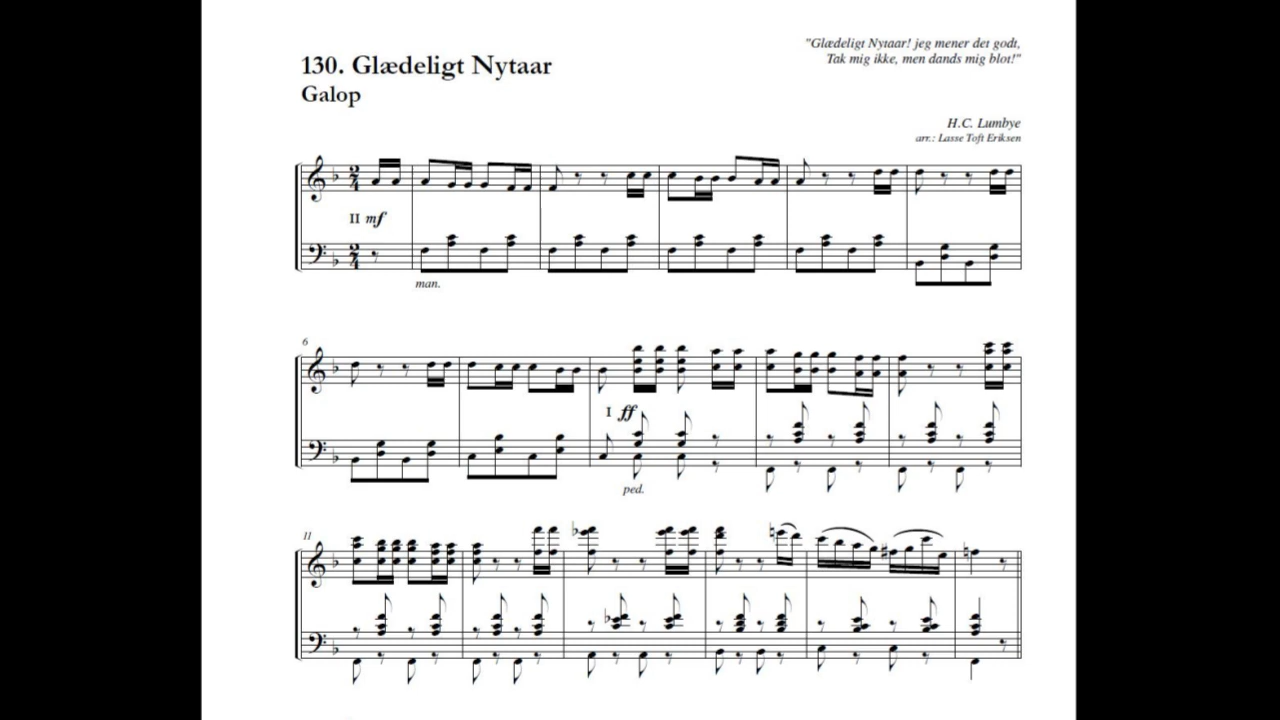 "Glædeligt Nytaar! jeg mener det godt,
Tak mig ikke, men dands mig blot!"
130. Glædeligt Nytaar
Galop
H.C. Lumbye
arr.: Lasse Toft Eriksen
II mf
man.
6
I ff
ped.
11